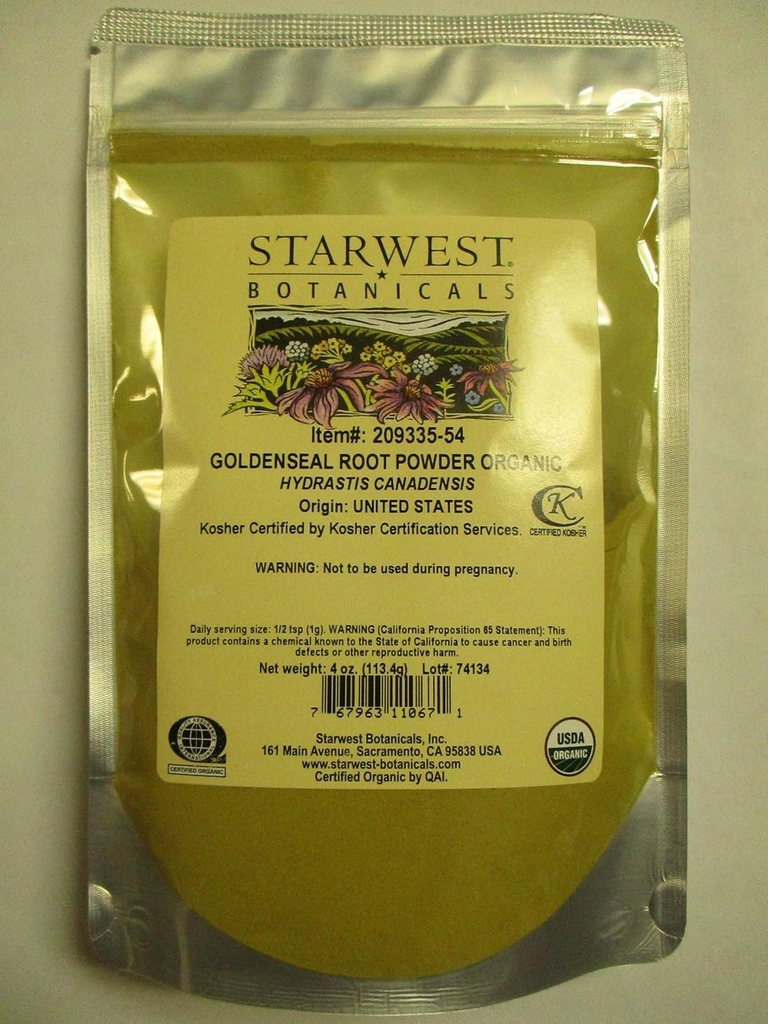 STARWEST®
BOTANICALS
Item#: 209335-54
GOLDENSEAL ROOT POWDER ORGANIC
HYDRASTIS CANADENSIS
Origin: UNITED STATES
K
Kosher Certified by Kosher Certification Services.
CERTIFIED KOSHER
WARNING: Not to be used during pregnancy.
Daily serving size: 1/2 tsp (1g). WARNING (California Proposition 65 Statement): This
product contains a chemical known to the State of California to cause cancer and birth
defects or other reproductive harm.
Net weight: 4 oz. (113.4g) Lot#: 74134
7 67963 11067 1
QUALITY ASSURANCE
INTERNATIONAL
CERTIFIED ORGANIC
Starwest Botanicals, Inc.
161 Main Avenue, Sacramento, CA 95838 USA
www.starwest-botanicals.com
Certified Organic by QAI.
USDA
ORGANIC